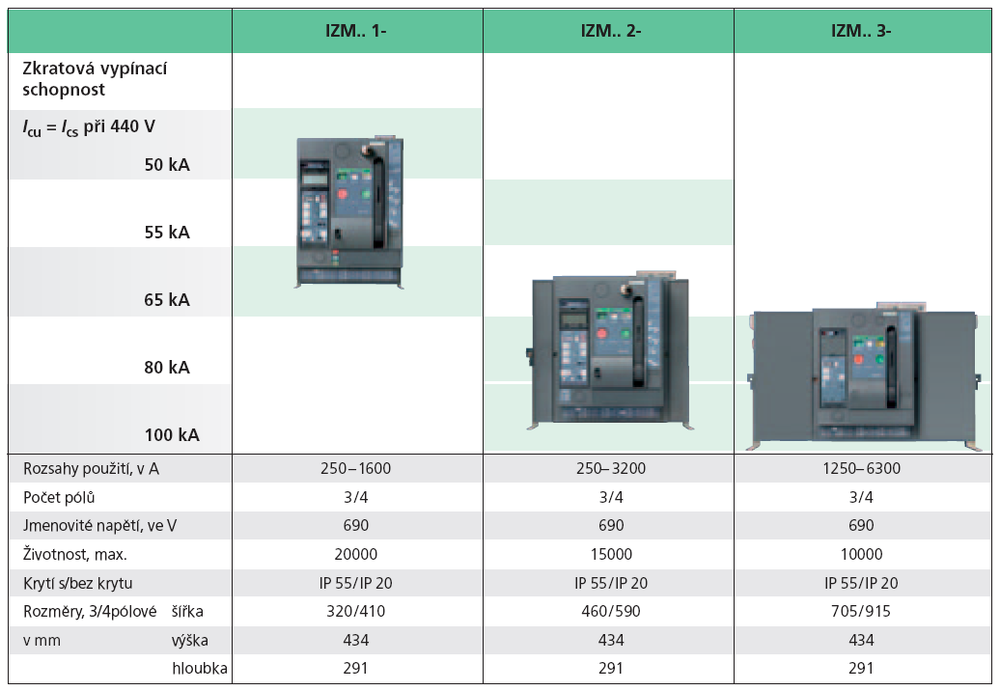 IZM.. 1- IZM.. 2- IZM.. 3-
Zkratová vypínací
schopnost
Icu = Ics při 440 V
50 kA
55 kA
65 kA
80 kA
100 kA
Rozsahy použití, v A 250–1600 250–3200 1250–6300
Počet pólů 3/4 3/4 3/4
Jmenovité napětí, ve V 690 690 690
Životnost, max. 20000 15000 10000
Krytí s/bez krytu IP 55/IP 20 IP 55/IP 20 IP 55/IP 20
Rozměry, 3/4pólové šířka 320/410 460/590 705/915
v mm výška 434 434 434
hloubka 291 291 291